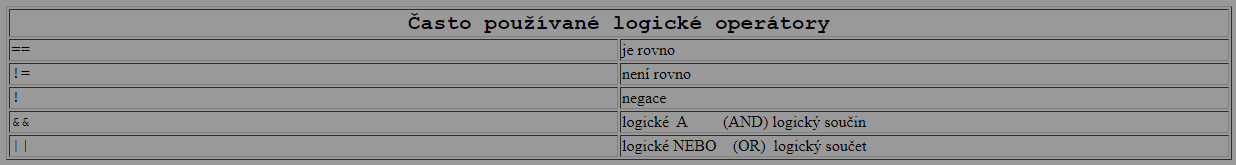 Často používané logické operátory
== je rovno
!= není rovno
! negace
&& logické A (AND) logický součin
|| logické NEBO (OR) logický součet